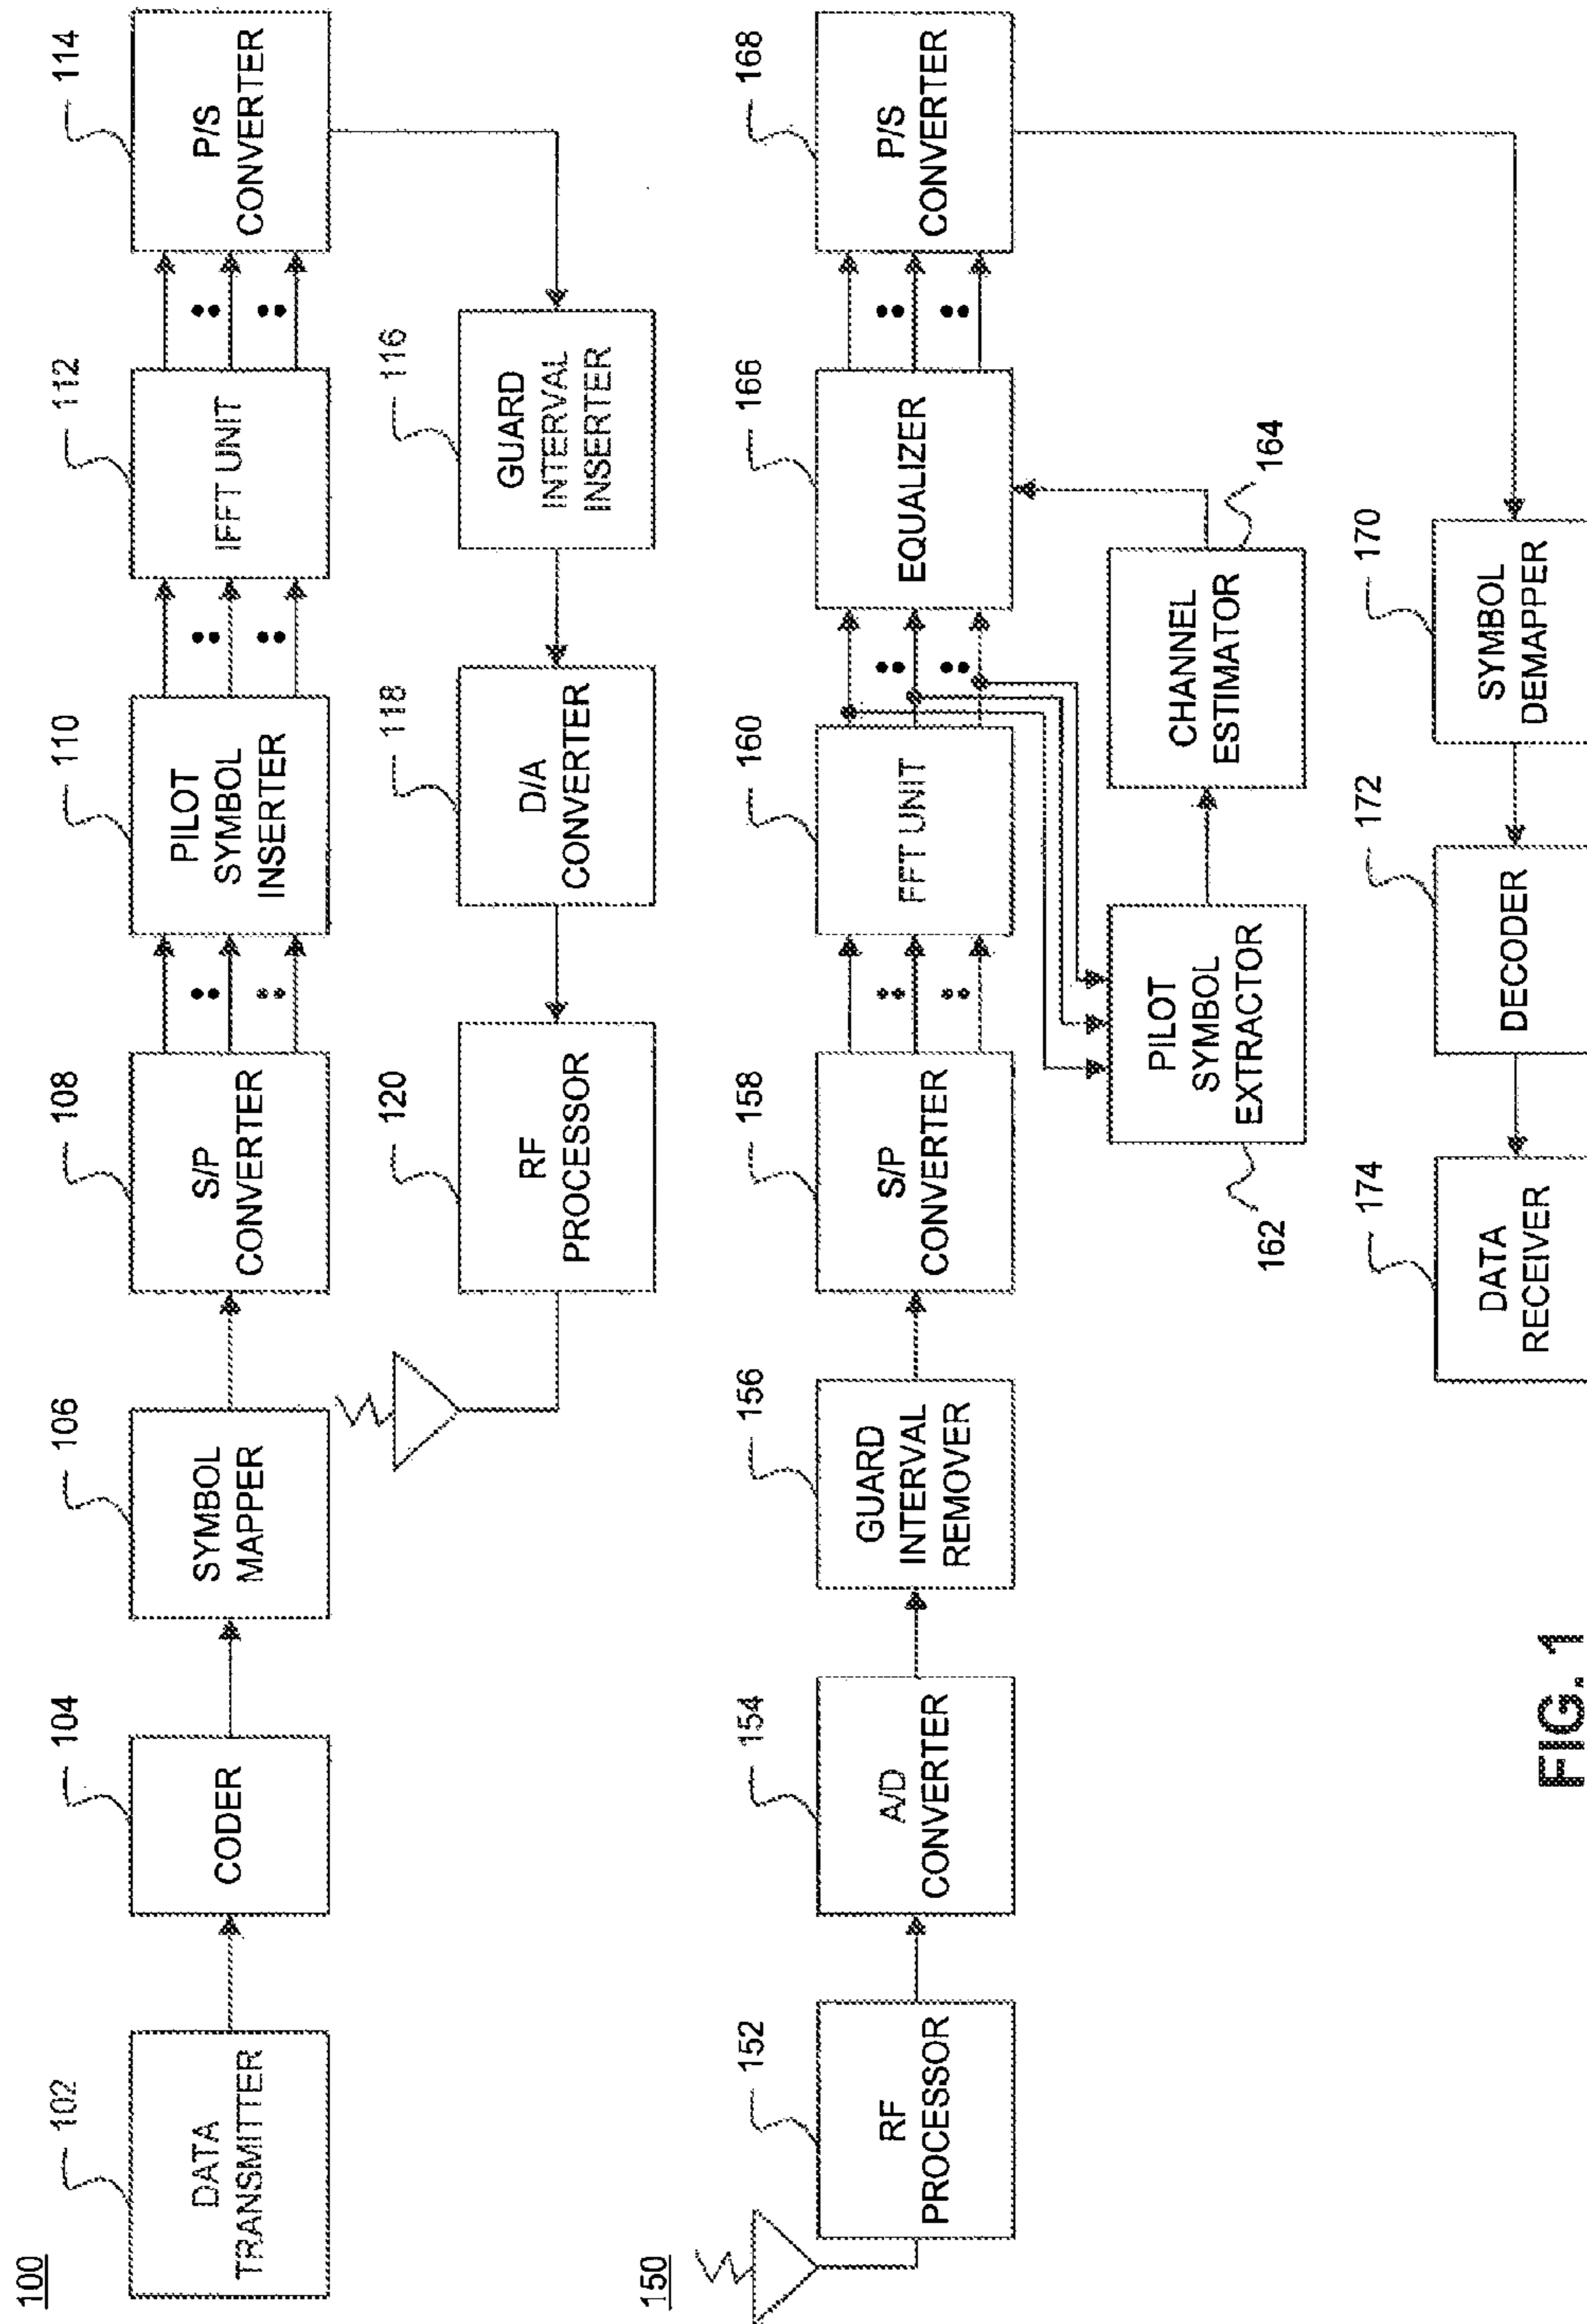 100
102
DATA
TRANSMITTER
104
CODER
106
SYMBOL
MAPPER
108
S/P
CONVERTER
110
PILOT
SYMBOL
INSERTER
112
IFFT UNIT
114
P/S
CONVERTER
116
GUARD
INTERVAL
INSERTER
118
D/A
CONVERTER
120
RF
PROCESSOR
150
152
RF
PROCESSOR
154
A/D
CONVERTER
156
GUARD
INTERVAL
REMOVER
158
S/P
CONVERTER
160
FFT UNIT
166
EQUALIZER
168
P/S
CONVERTER
162
PILOT
SYMBOL
EXTRACTOR
164
CHANNEL
ESTIMATOR
170
SYMBOL
DEMAPPER
172
DECODER
174
DATA
RECEIVER
FIG. 1